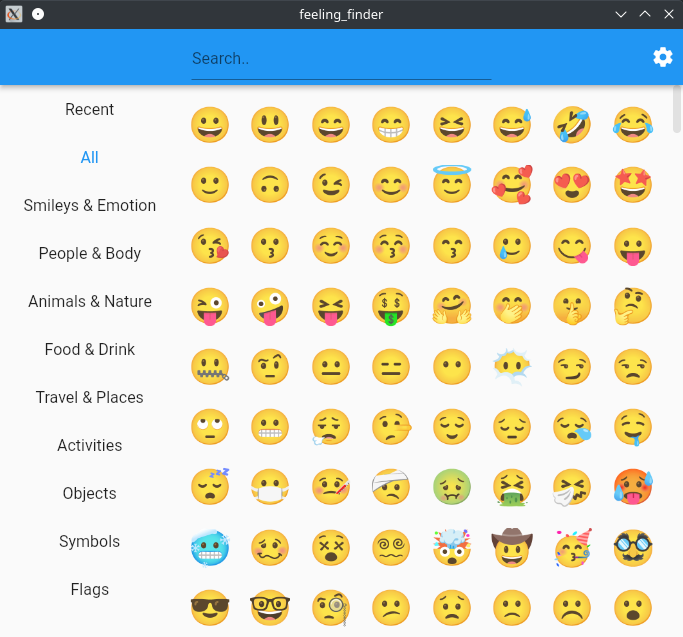 feeling_finder
Search..
Recent
All
Smileys & Emotion
People & Body
Animals & Nature
Food & Drink
Travel & Places
Activities
Objects
Symbols
Flags